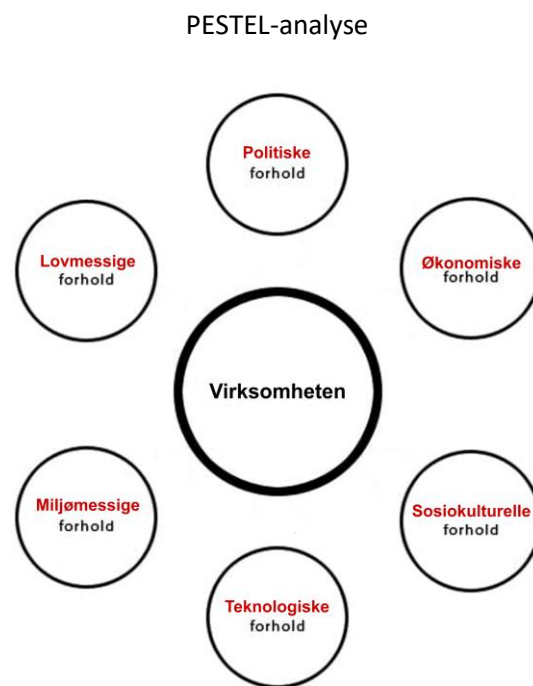 PESTEL-analyse
Politiske
forhold
Lovmessige
forhold
Økonomiske
forhold
Virksomheten
Miljømessige
forhold
Sosiokulturelle
forhold
Teknologiske
forhold